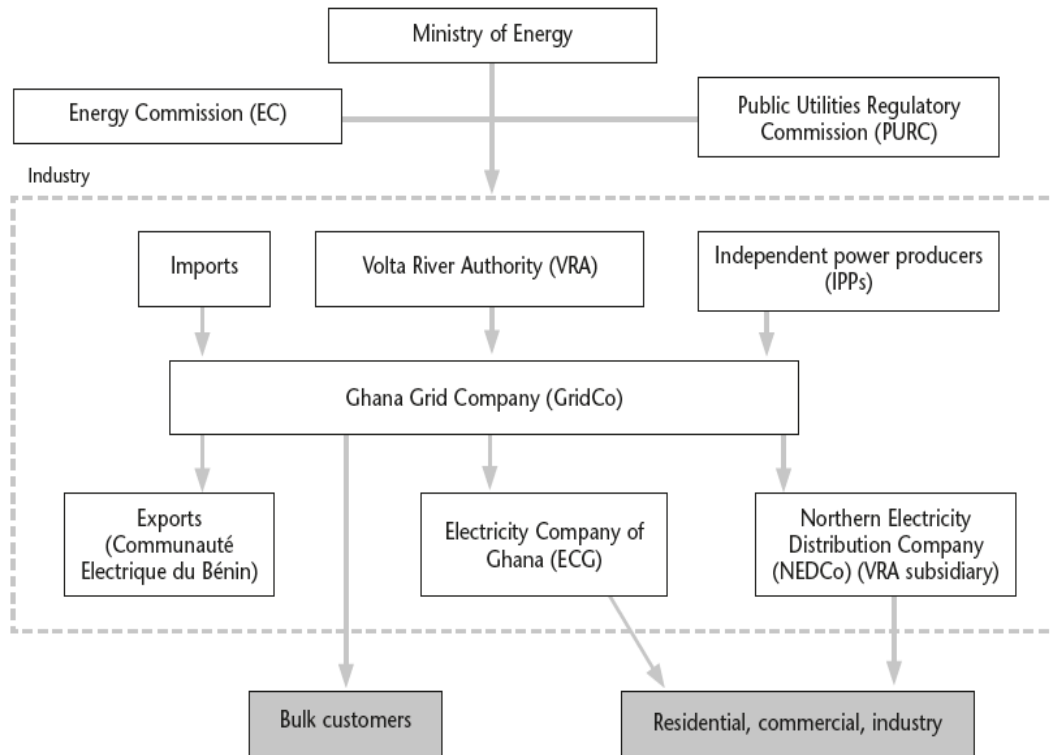 Ministry of Energy
Energy Commission (EC)
Public Utilities Regulatory
Commission (PURC)
Industry
Imports
Volta River Authority (VRA)
Independent power producers
(IPPs)
Ghana Grid Company (GridCo)
Exports
(Communauté
Electrique du Bénin)
Electricity Company of
Ghana (ECG)
Northern Electricity
Distribution Company
(NEDCo) (VRA subsidiary)
Bulk customers
Residential, commercial, industry